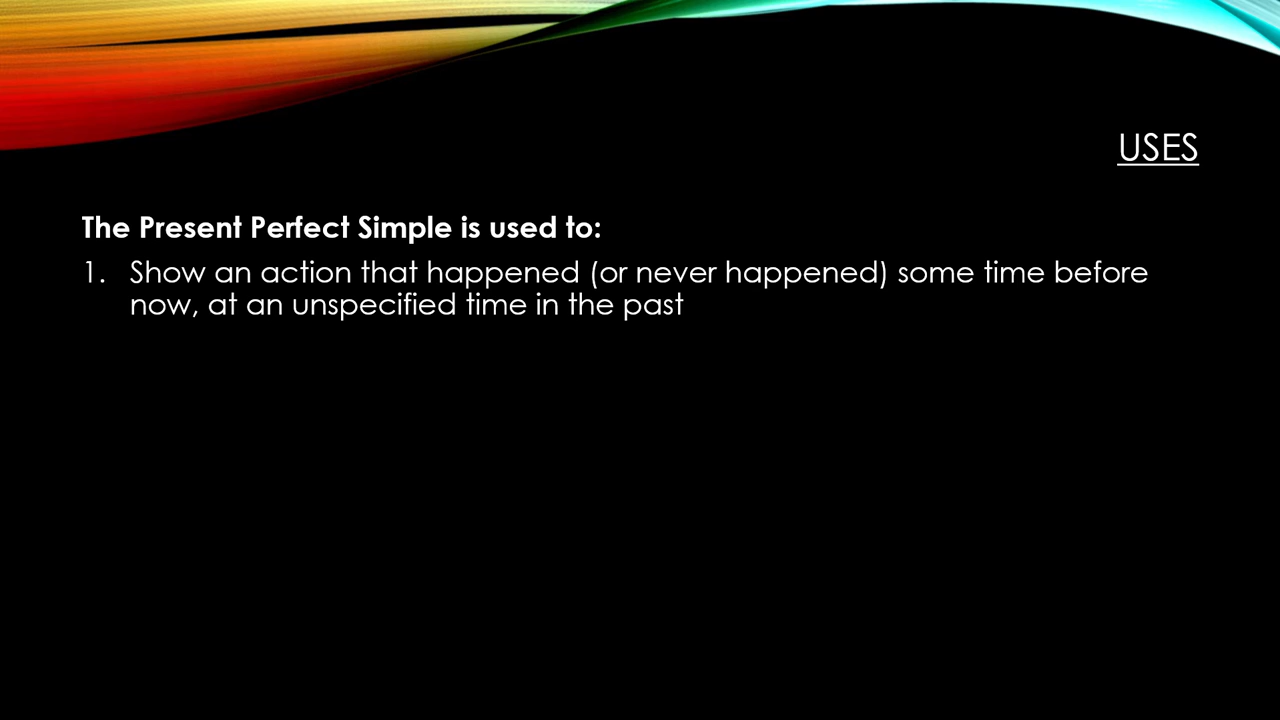 USES
The Present Perfect Simple is used to:
1. Show an action that happened (or never happened) some time before
now, at an unspecified time in the past